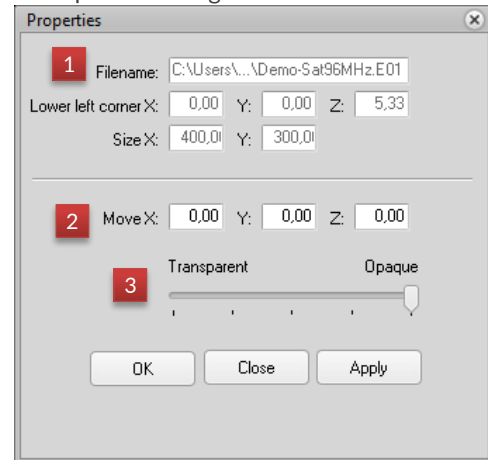 Properties
1 Filename: C:\Users\...\Demo-Sat96MHz.E01
Lower left corner X: 0,00 Y: 0,00 Z: 5,33
Size X: 400,0 Y: 300,0
2 Move X: 0,00 Y: 0,00 Z: 0,00
Transparent Opaque
3
OK Close Apply